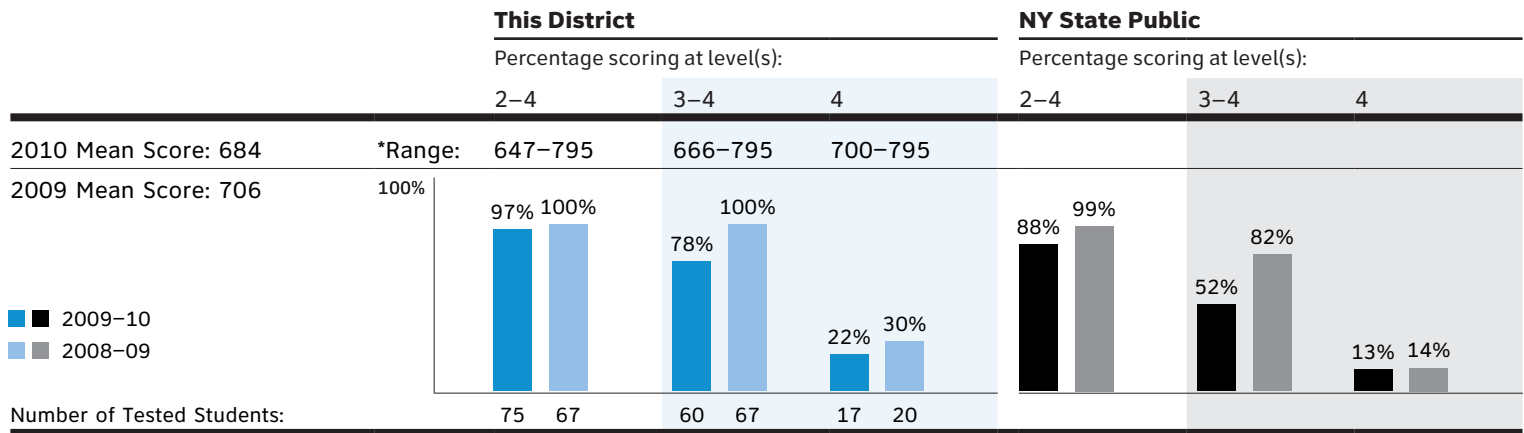 This District NY State Public
Percentage scoring at level(s): Percentage scoring at level(s):
2–4 3–4 4 2–4 3–4 4
2010 Mean Score: 684 *Range: 647–795 666–795 700–795
2009 Mean Score: 706 100%
97% 100% 78% 100% 22% 30% 88% 99% 52% 82% 13% 14%
2009–10
2008–09
Number of Tested Students: 75 67 60 67 17 20